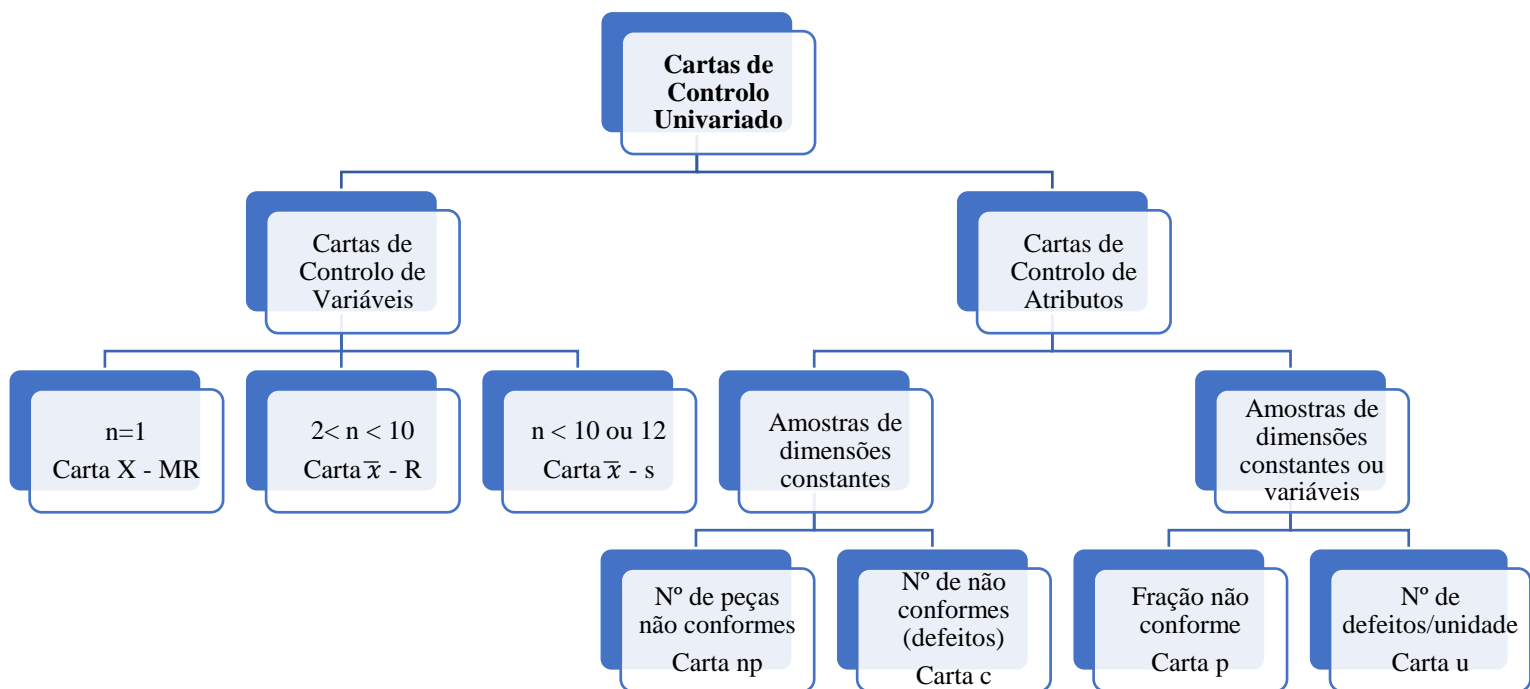 Cartas de
Controlo
Univariado
Cartas de
Controlo de
Variáveis
Cartas de
Controlo de
Atributos
n=1
Carta X - MR
2< n < 10
Carta x̅ - R
n < 10 ou 12
Carta x̅ - s
Amostras de
dimensões
constantes
Amostras de
dimensões
constantes ou
variáveis
Nº de peças
não conformes
Carta np
Nº de não
conformes
(defeitos)
Carta c
Fração não
conforme
Carta p
Nº de
defeitos/unidade
Carta u